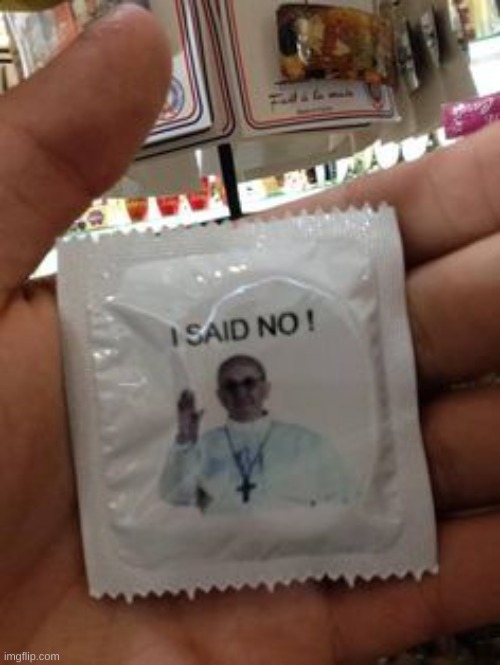 Fait à la main
I SAID NO !
imgflip.com